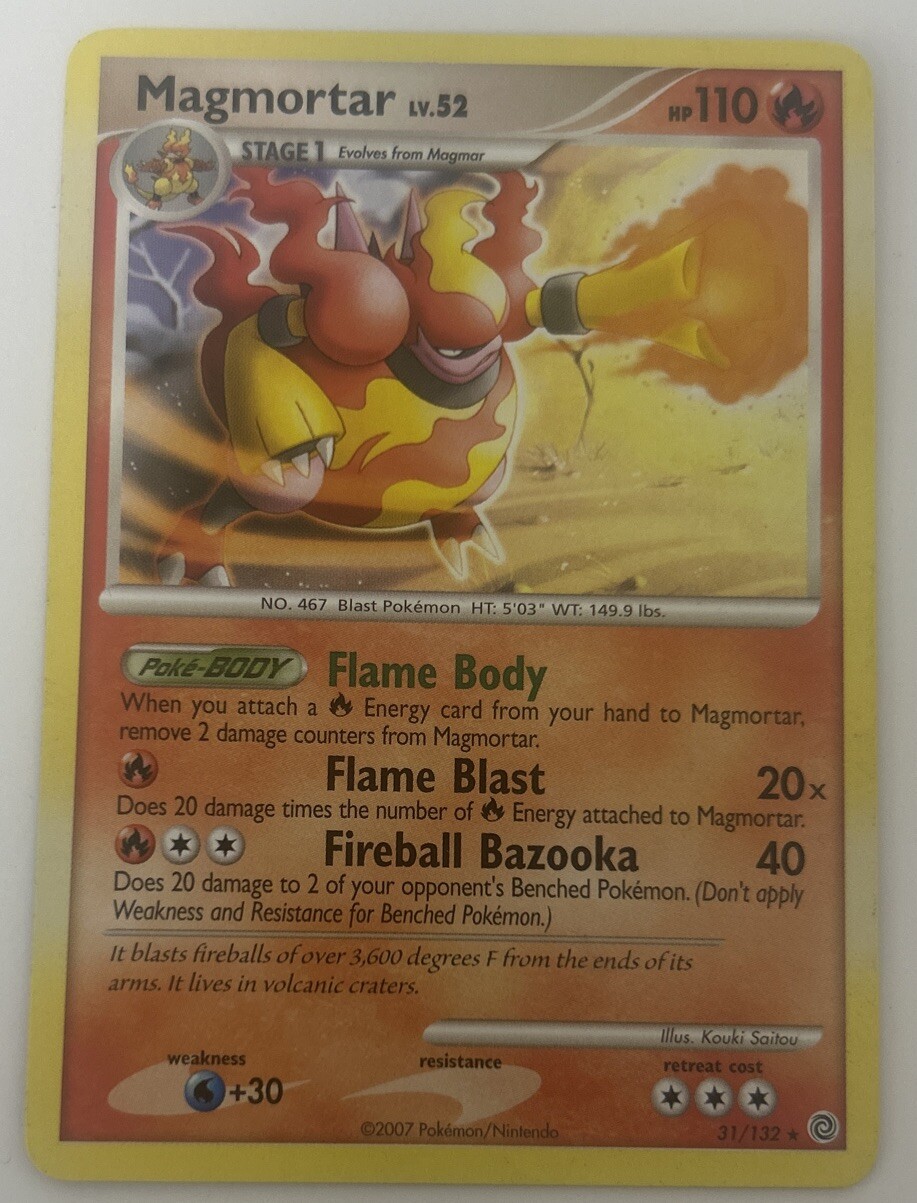 Magmortar LV.52 HP110
STAGE 1 Evolves from Magmar
NO. 467 Blast Pokémon HT: 5'03" WT: 149.9 lbs.
Poké-BODY Flame Body
When you attach a Energy card from your hand to Magmortar,
remove 2 damage counters from Magmortar.
Flame Blast 20x
Does 20 damage times the number of Energy attached to Magmortar.
Fireball Bazooka 40
Does 20 damage to 2 of your opponent's Benched Pokémon. (Don't apply
Weakness and Resistance for Benched Pokémon.)
It blasts fireballs of over 3,600 degrees F from the ends of its
arms. It lives in volcanic craters.
Illus. Kouki Saitou
weakness resistance retreat cost
+30
©2007 Pokémon/Nintendo 31/132 ★